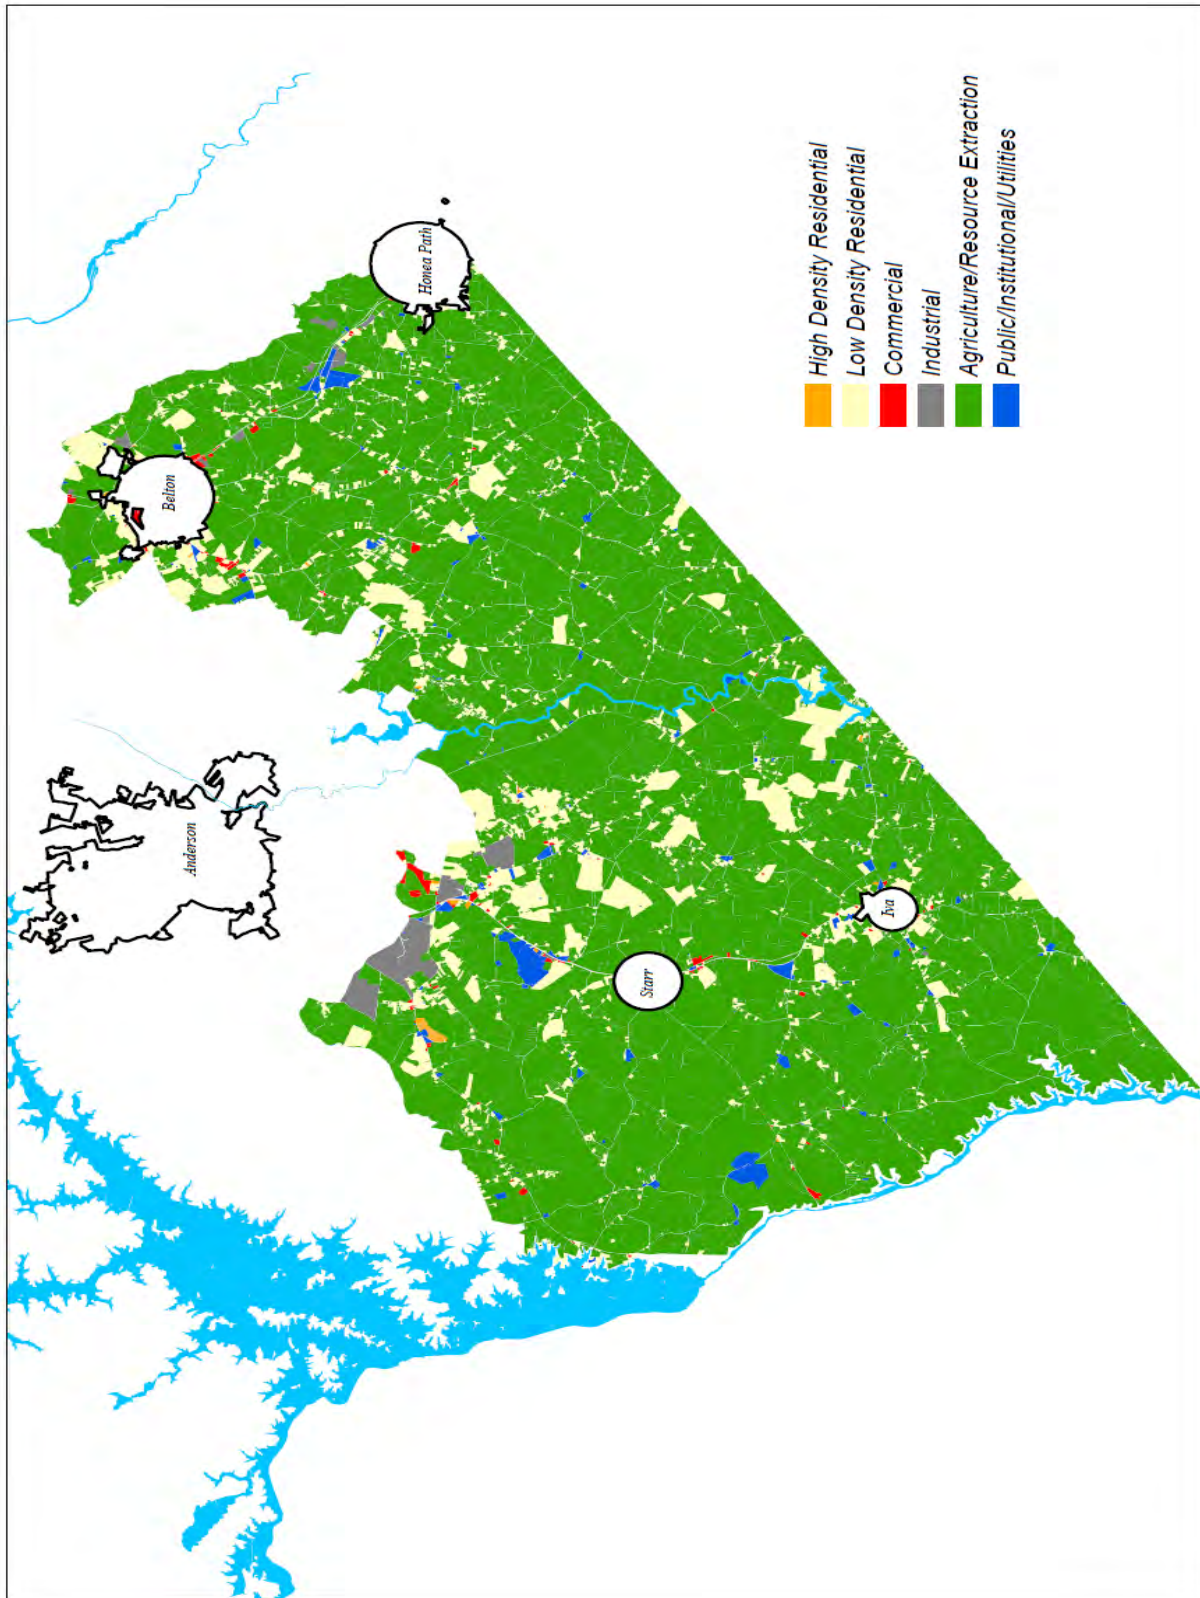 Honea Path
Belton
Anderson
Starr
Iva
High Density Residential
Low Density Residential
Commercial
Industrial
Agriculture/Resource Extraction
Public/Institutional/Utilities